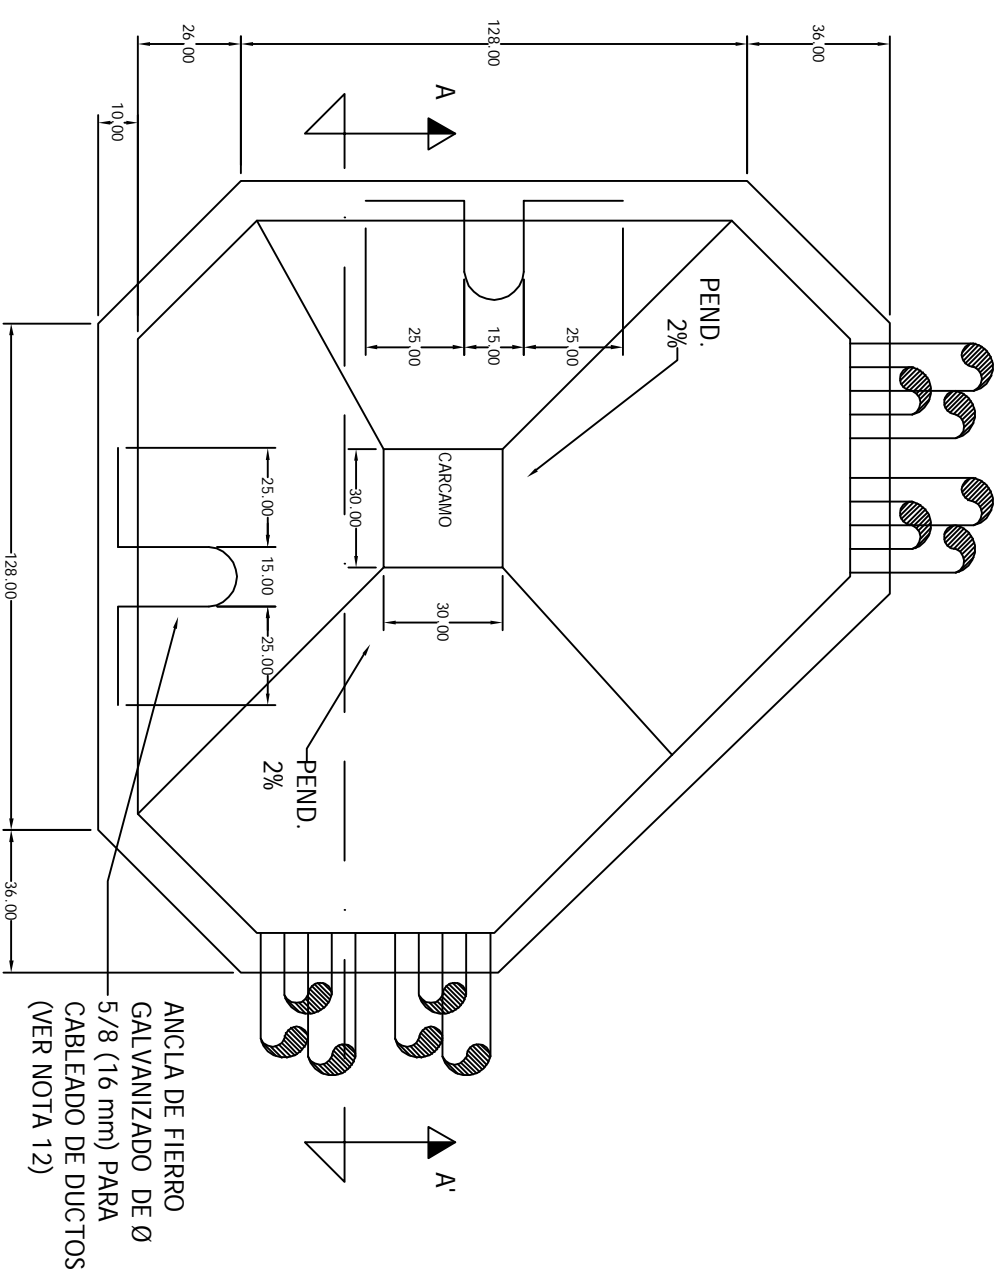 26.00
128.00
36.00
10.00
A
PEND.
2%
25.00
15.00
25.00
CARCAMO
30.00
30.00
25.00
15.00
25.00
PEND.
2%
128.00
36.00
A'
ANCLA DE FIERRO
GALVANIZADO DE Ø
5/8 (16 mm) PARA
CABLEADO DE DUCTOS
(VER NOTA 12)